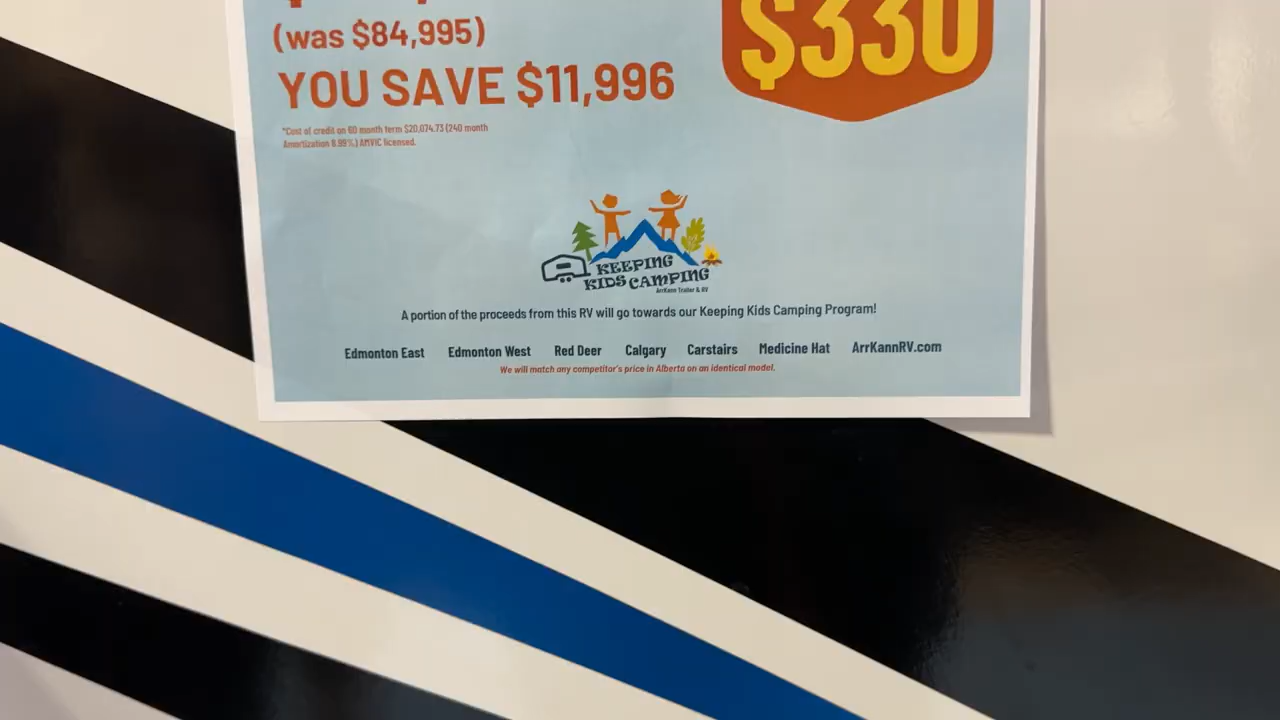 (was $84,995)
YOU SAVE $11,996
$330
*Cost of credit on 60 month term $20,074.73 (240 month
Amortization 8.99%) AMVIC licensed.
KEEPING
KIDS CAMPING
ArrKann Trailer & RV
A portion of the proceeds from this RV will go towards our Keeping Kids Camping Program!
Edmonton East Edmonton West Red Deer Calgary Carstairs Medicine Hat ArrKannRV.com
We will match any competitor's price in Alberta on an identical model.